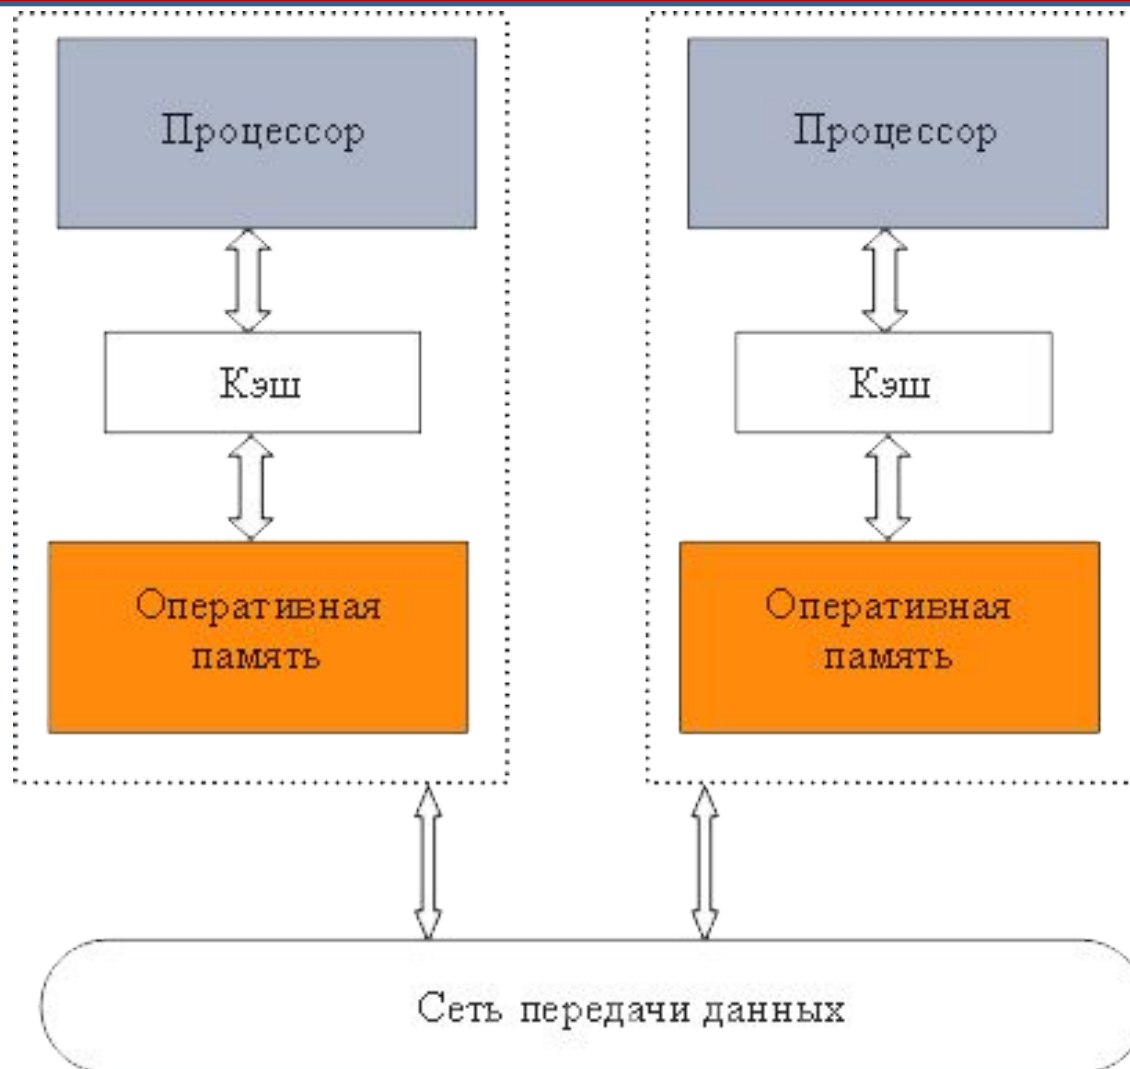 Процессор
Кэш
Оперативная
память
Процессор
Кэш
Оперативная
память
Сеть передачи данных